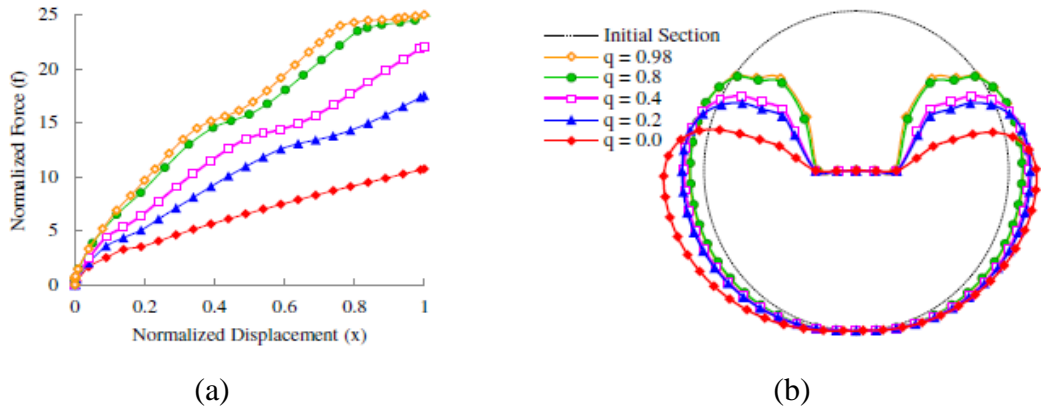 25
20
15
10
5
0
Normalized Force (f)
0
0.2
0.4
0.6
0.8
1
Normalized Displacement (x)
(a)
Initial Section
q = 0.98
q = 0.8
q = 0.4
q = 0.2
q = 0.0
(b)